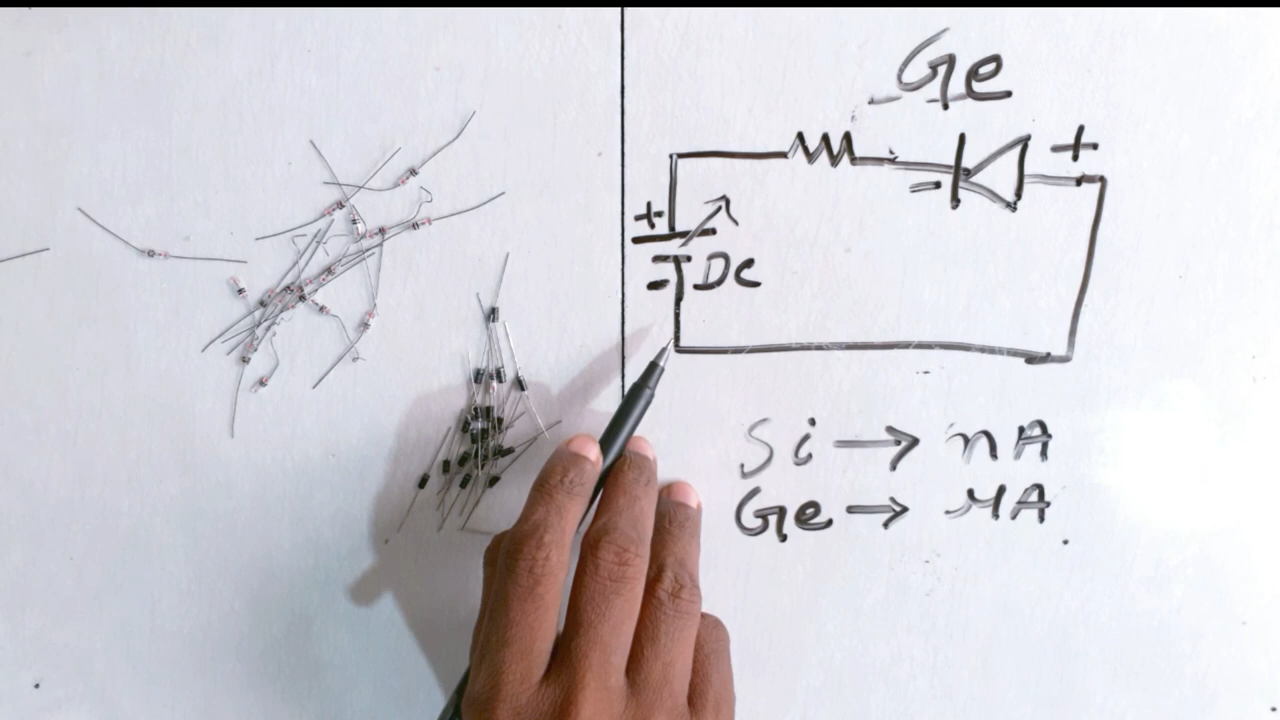 Ge
+
=
+
- DC
Si → nA
Ge → μA